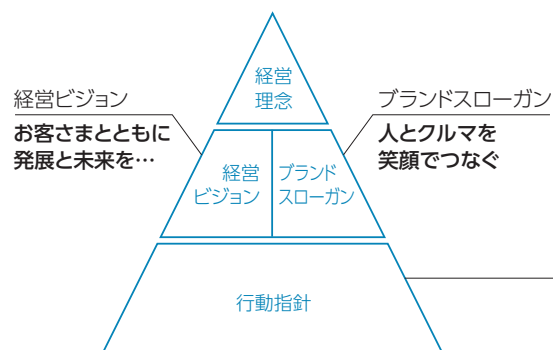 経営
理念
経営ビジョン
お客さまとともに
発展と未来を…
ブランドスローガン
人とクルマを
笑顔でつなぐ
経営
ビジョン
ブランド
スローガン
行動指針